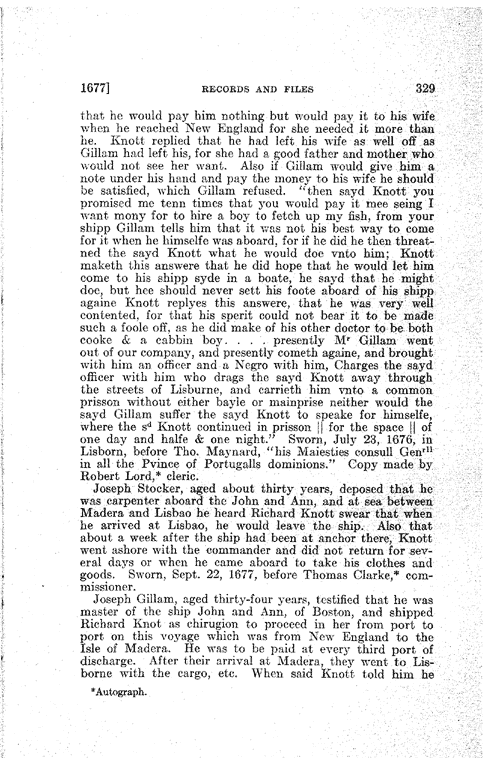 1677] RECORDS AND FILES 329
that he would pay him nothing but would pay it to his wife
when he reached New England for she needed it more than
he. Knott replied that he had left his wife as well off as
Gillam had left his, for she had a good father and mother who
would not see her want. Also if Gillam would give him a
note under his hand and pay the money to his wife he should
be satisfied, which Gillam refused. "then sayd Knott you
promised me tenn times that you would pay it mee seing I
want mony for to hire a boy to fetch up my fish, from your
shipp Gillam tells him that it was not his best way to come
for it when he himselfe was aboard, for if he did he then threat-
ned the sayd Knott what he would doe vnto him; Knott
maketh this answere that he did hope that he would let him
come to his shipp syde in a boate, he sayd that he might
doe, but hee should never sett his foote aboard of his shipp
againe Knott replyes this answere, that he was very well
contented, for that his sperit could not bear it to be made
such a foole off, as he did make of his other doctor to be both
cooke & a cabbin boy. . . . presently Mr Gillam went
out of our company, and presently cometh againe, and brought
with him an officer and a Negro with him, Charges the sayd
officer with him who drags the sayd Knott away through
the streets of Lisburne, and carrieth him vnto a common
prisson without either bayle or mainprise neither would the
sayd Gillam suffer the sayd Knott to speake for himselfe,
where the sd Knott continued in prisson || for the space || of
one day and halfe & one night." Sworn, July 23, 1676, in
Lisborn, before Tho. Maynard, "his Maiesties consull Genrll
in all the Pvince of Portugalls dominions." Copy made by
Robert Lord,* cleric.
Joseph Stocker, aged about thirty years, deposed that he
was carpenter aboard the John and Ann, and at sea between
Madera and Lisbao he heard Richard Knott swear that when
he arrived at Lisbao, he would leave the ship. Also that
about a week after the ship had been at anchor there, Knott
went ashore with the commander and did not return for sev-
eral days or when he came aboard to take his clothes and
goods. Sworn, Sept. 22, 1677, before Thomas Clarke,* com-
missioner.
Joseph Gillam, aged thirty-four years, testified that he was
master of the ship John and Ann, of Boston, and shipped
Richard Knot as chirugion to proceed in her from port to
port on this voyage which was from New England to the
Isle of Madera. He was to be paid at every third port of
discharge. After their arrival at Madera, they went to Lis-
borne with the cargo, etc. When said Knott told him he
*Autograph.